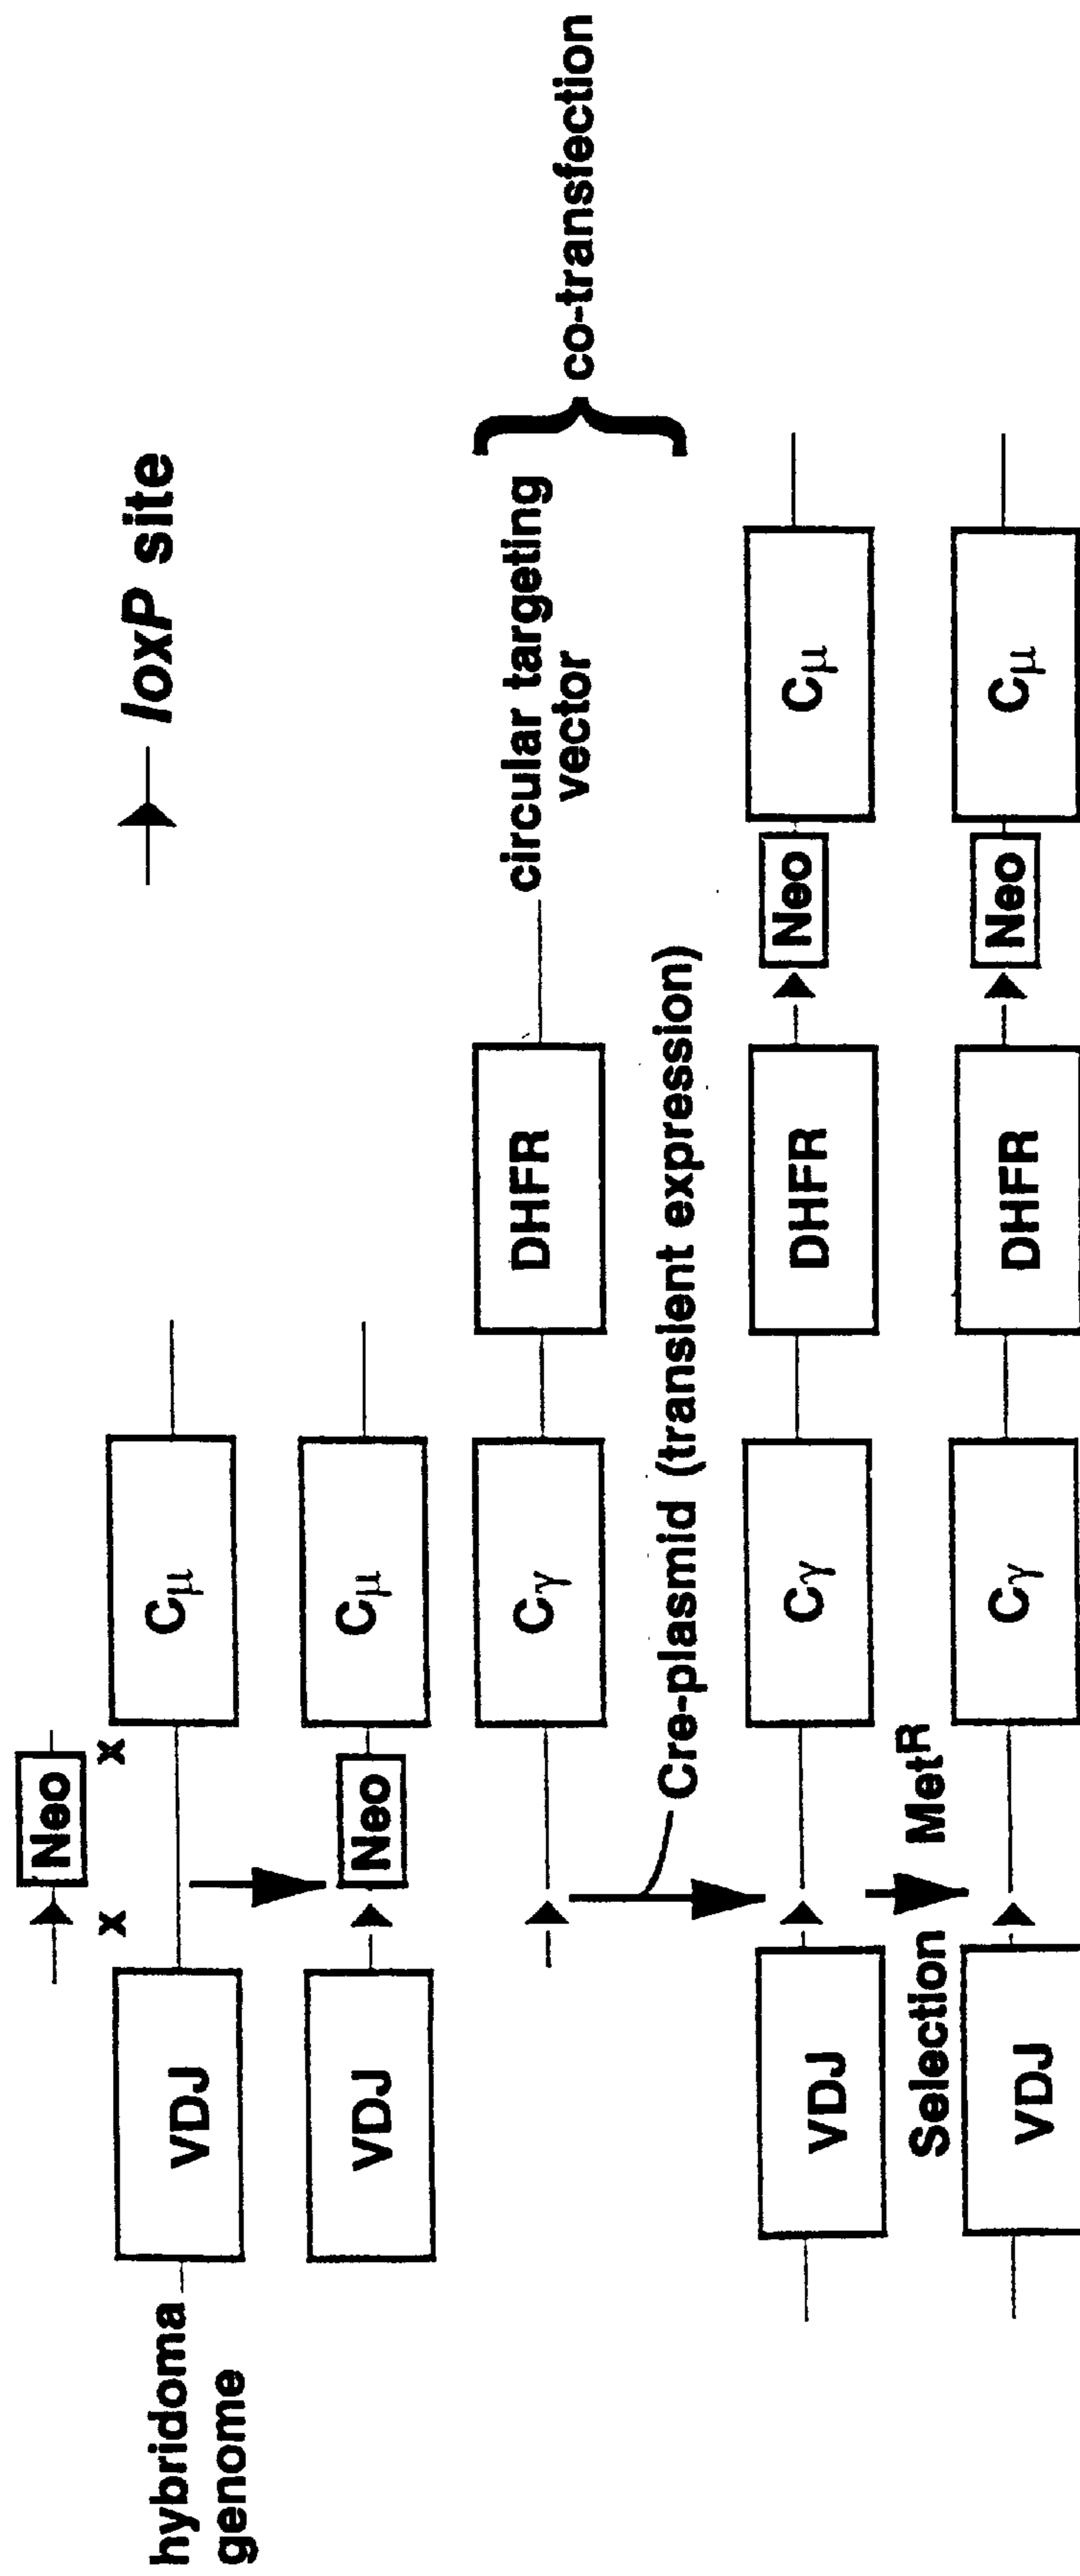 Neo
x x
hybridoma VDJ Cμ loxP site
genome
VDJ Neo Cμ
Cγ DHFR circular targeting
vector co-transfection
Cre-plasmid (transient expression)
VDJ Cγ DHFR Neo Cμ
Selection Metᴿ
VDJ Cγ DHFR Neo Cμ